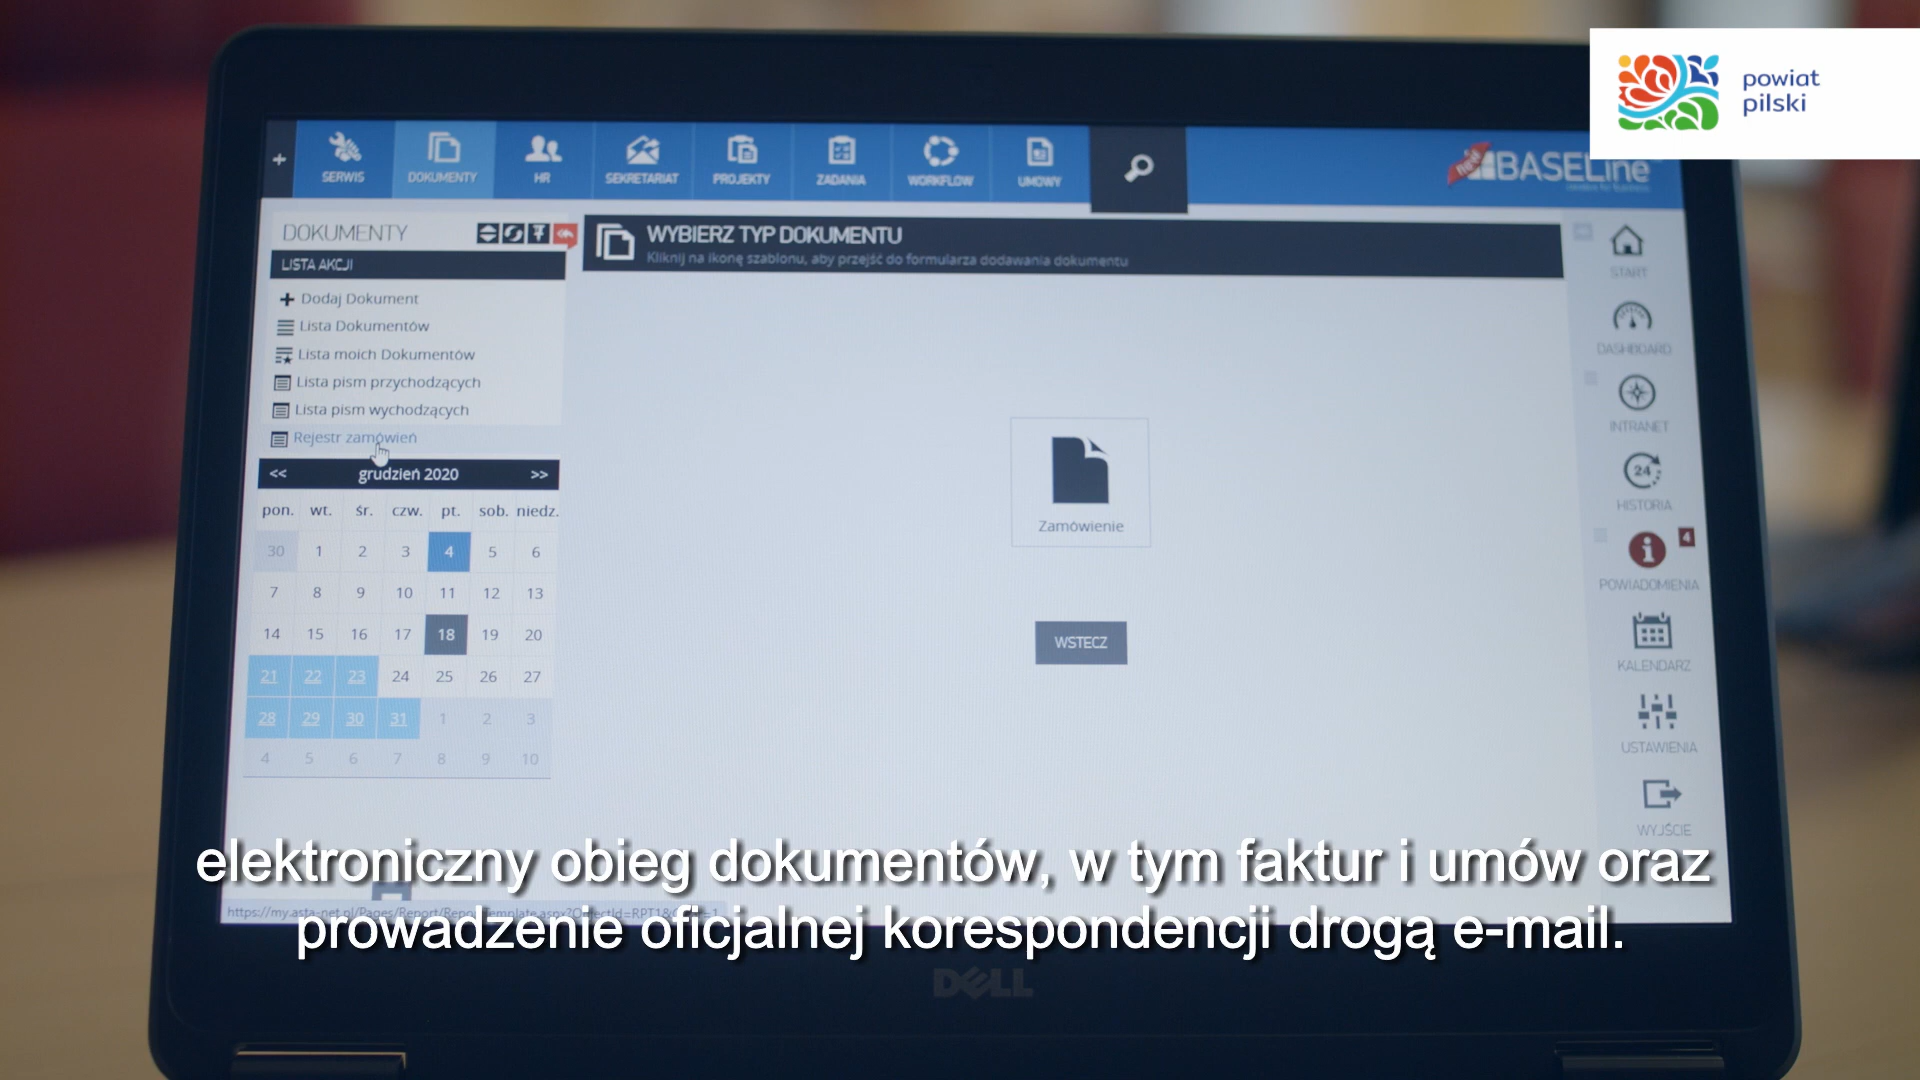 powiat
pilski
+
SERWIS
DOKUMENTY
HR
SEKRETARIAT
PROJEKTY
ZADANIA
WORKFLOW
UMOWY
new BASELine
DOKUMENTY
LISTA AKCJI
Dodaj Dokument
Lista Dokumentów
Lista moich Dokumentów
Lista pism przychodzących
Lista pism wychodzących
Rejestr zamówień
<< grudzień 2020 >>
pon. wt. śr. czw. pt. sob. niedz.
30 1 2 3 4 5 6
7 8 9 10 11 12 13
14 15 16 17 18 19 20
21 22 23 24 25 26 27
28 29 30 31 1 2 3
4 5 6 7 8 9 10
WYBIERZ TYP DOKUMENTU
Kliknij na ikonę szablonu, aby przejść do formularza dodawania dokumentu
Zamówienie
WSTECZ
START
DASHBOARD
INTRANET
24
HISTORIA
4
POWIADOMIENIA
KALENDARZ
USTAWIENIA
WYJŚCIE
elektroniczny obieg dokumentów, w tym faktur i umów oraz
prowadzenie oficjalnej korespondencji drogą e-mail.
DELL